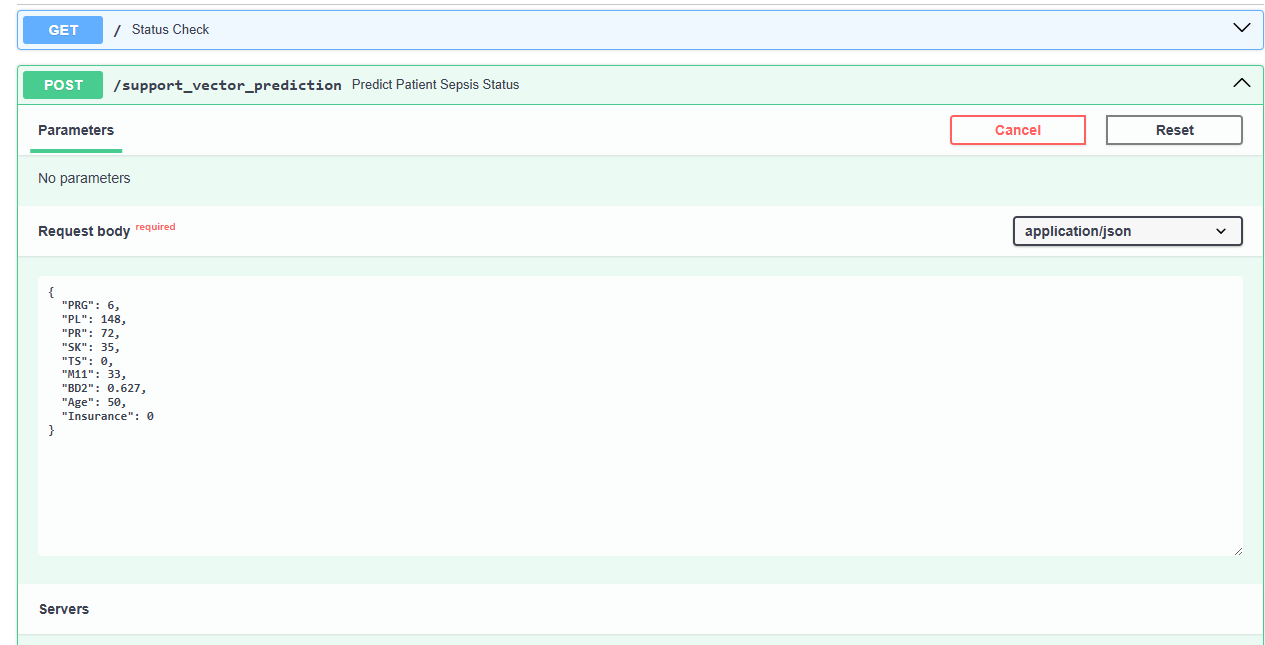 GET / Status Check
POST /support_vector_prediction Predict Patient Sepsis Status
Parameters Cancel Reset
No parameters
Request body required application/json
{
  "PRG": 6,
  "PL": 148,
  "PR": 72,
  "SK": 35,
  "TS": 0,
  "M11": 33,
  "BD2": 0.627,
  "Age": 50,
  "Insurance": 0
}
Servers